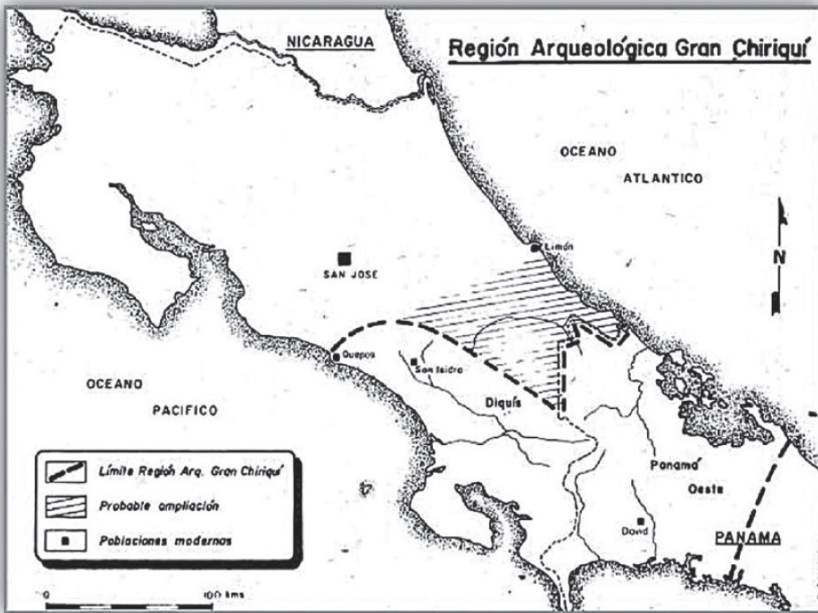 NICARAGUA
Región Arqueológica Gran Chiriquí
OCEANO
ATLANTICO
Limón
N
SAN JOSE
Quepos
San Isidro
OCEANO
PACIFICO
Diquís
Panamá
Oeste
David
PANAMA
Límite Región Arq. Gran Chiriquí
Probable ampliación
Poblaciones modernas
0 100 kms